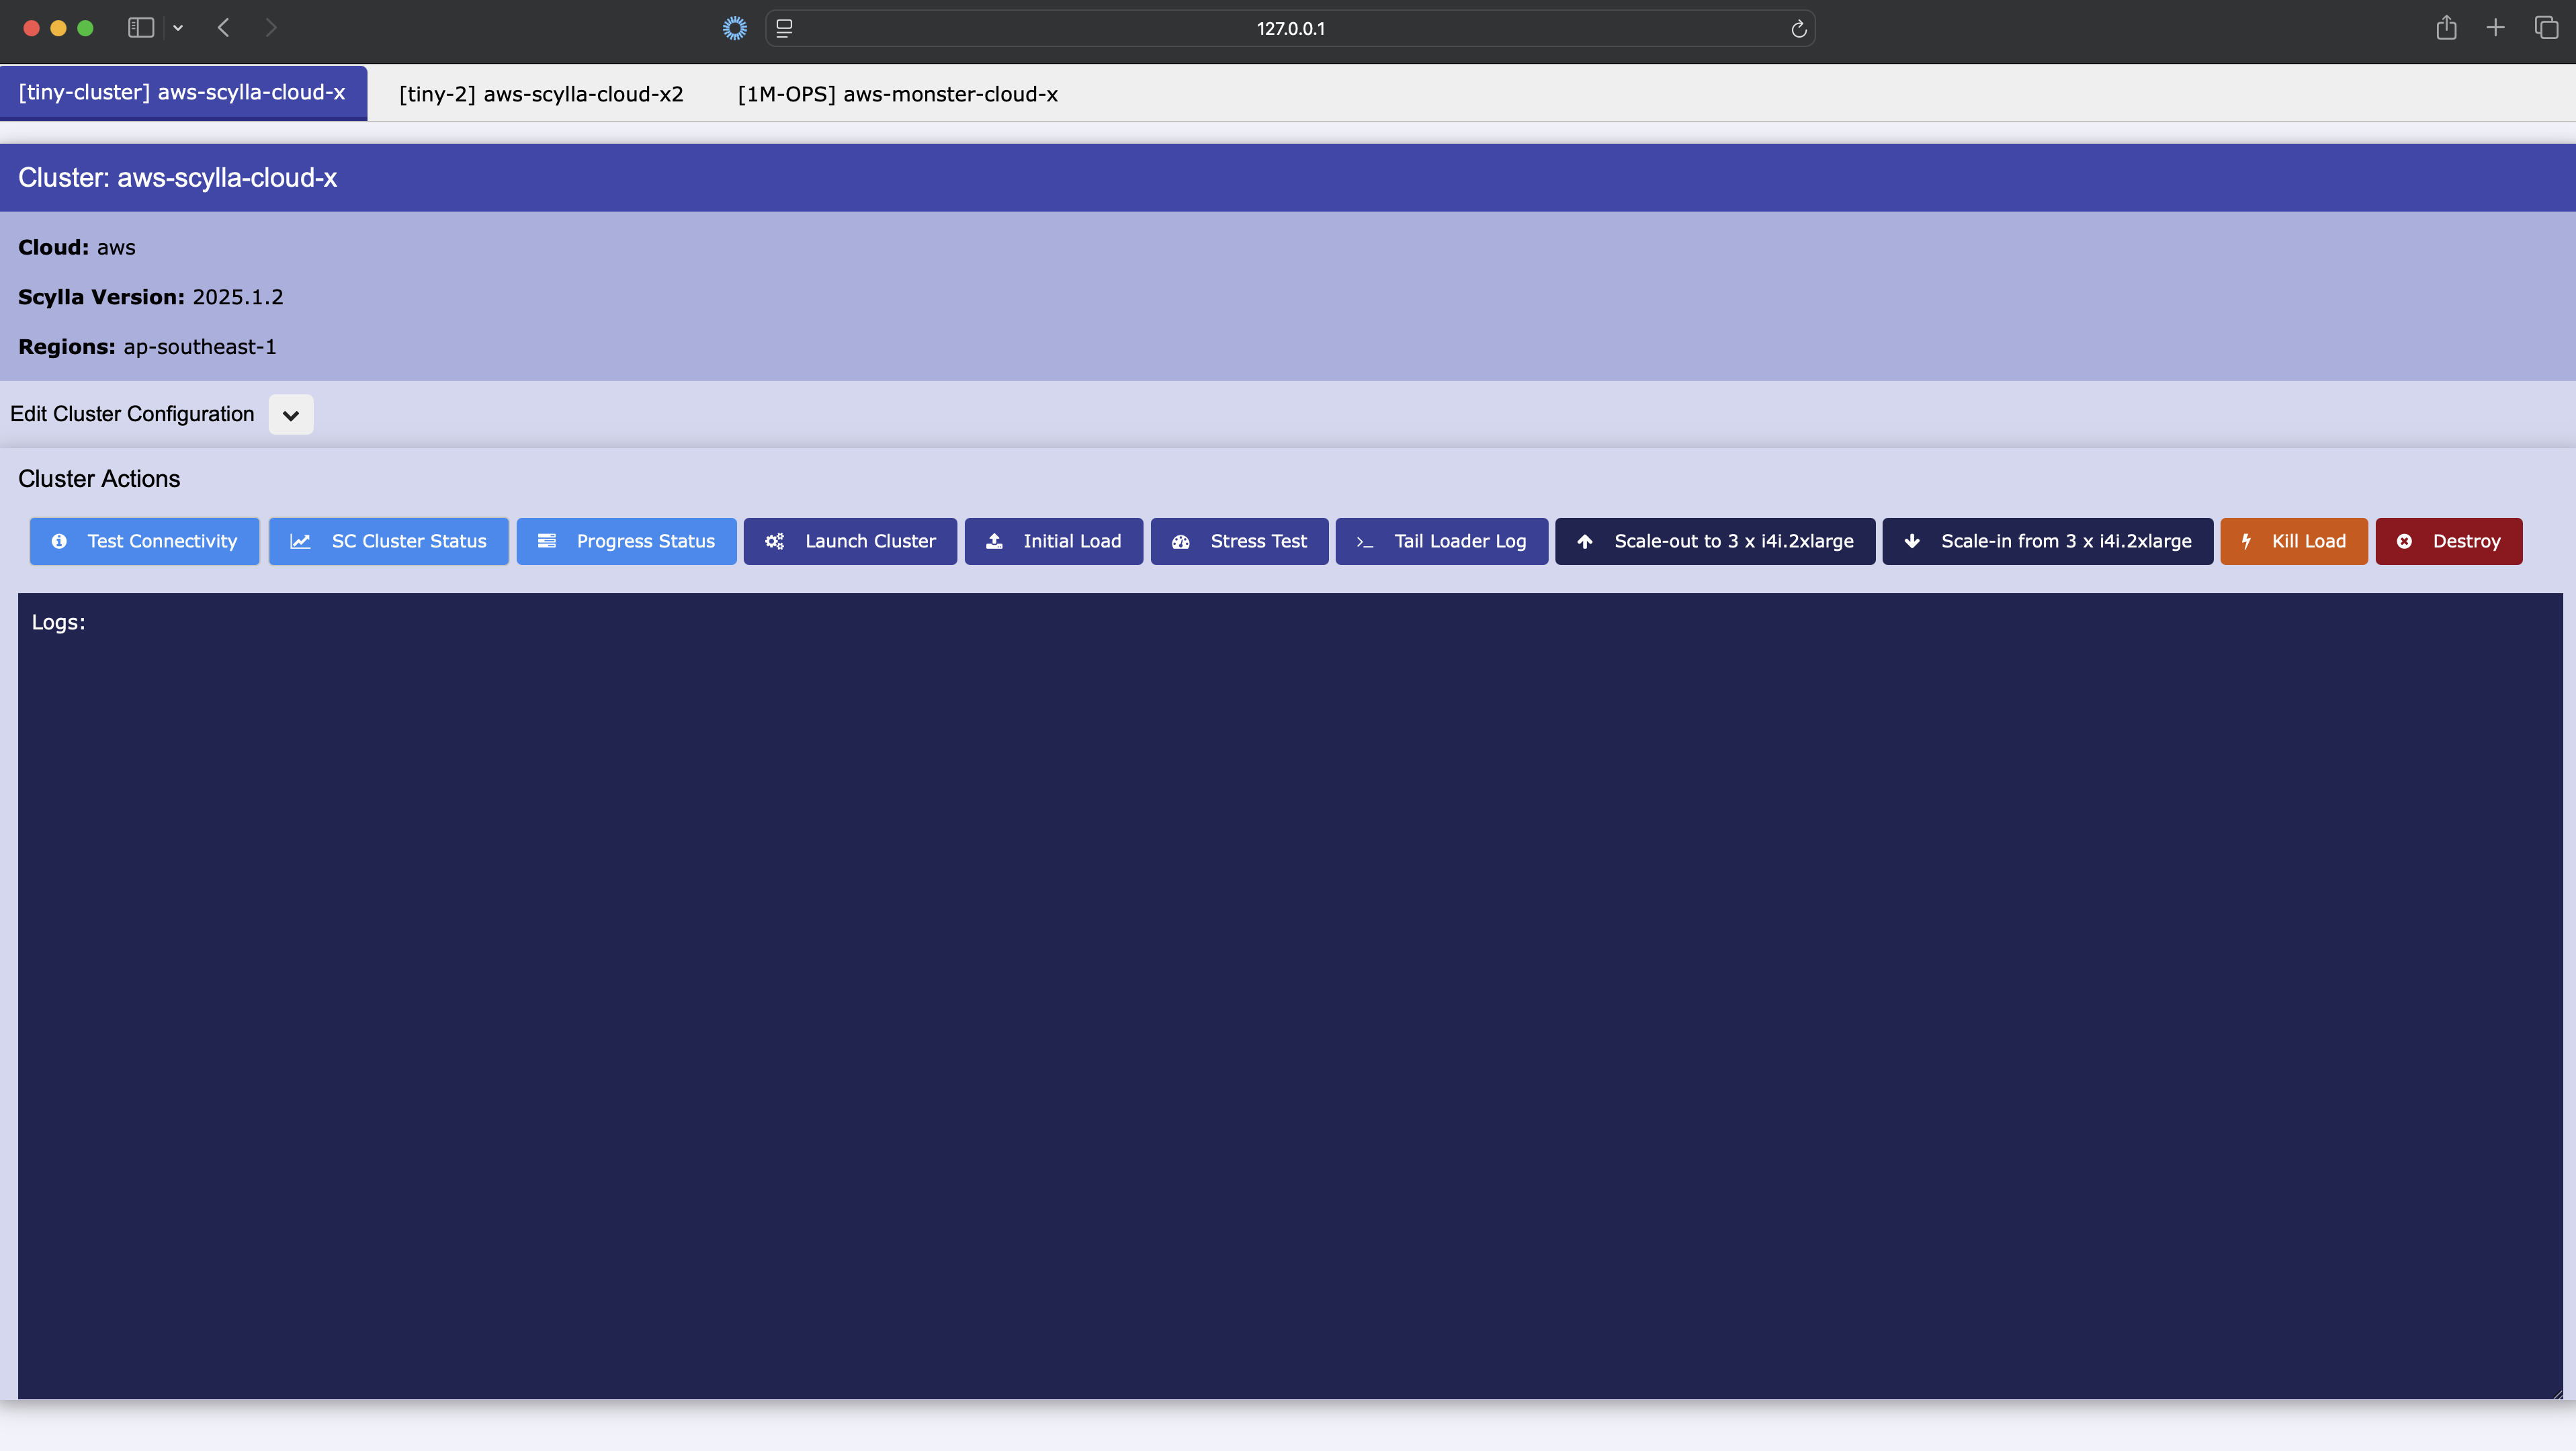 127.0.0.1
[tiny-cluster] aws-scylla-cloud-x [tiny-2] aws-scylla-cloud-x2 [1M-OPS] aws-monster-cloud-x
Cluster: aws-scylla-cloud-x
Cloud: aws
Scylla Version: 2025.1.2
Regions: ap-southeast-1
Edit Cluster Configuration
Cluster Actions
Test Connectivity SC Cluster Status Progress Status Launch Cluster Initial Load Stress Test Tail Loader Log Scale-out to 3 x i4i.2xlarge Scale-in from 3 x i4i.2xlarge Kill Load Destroy
Logs: